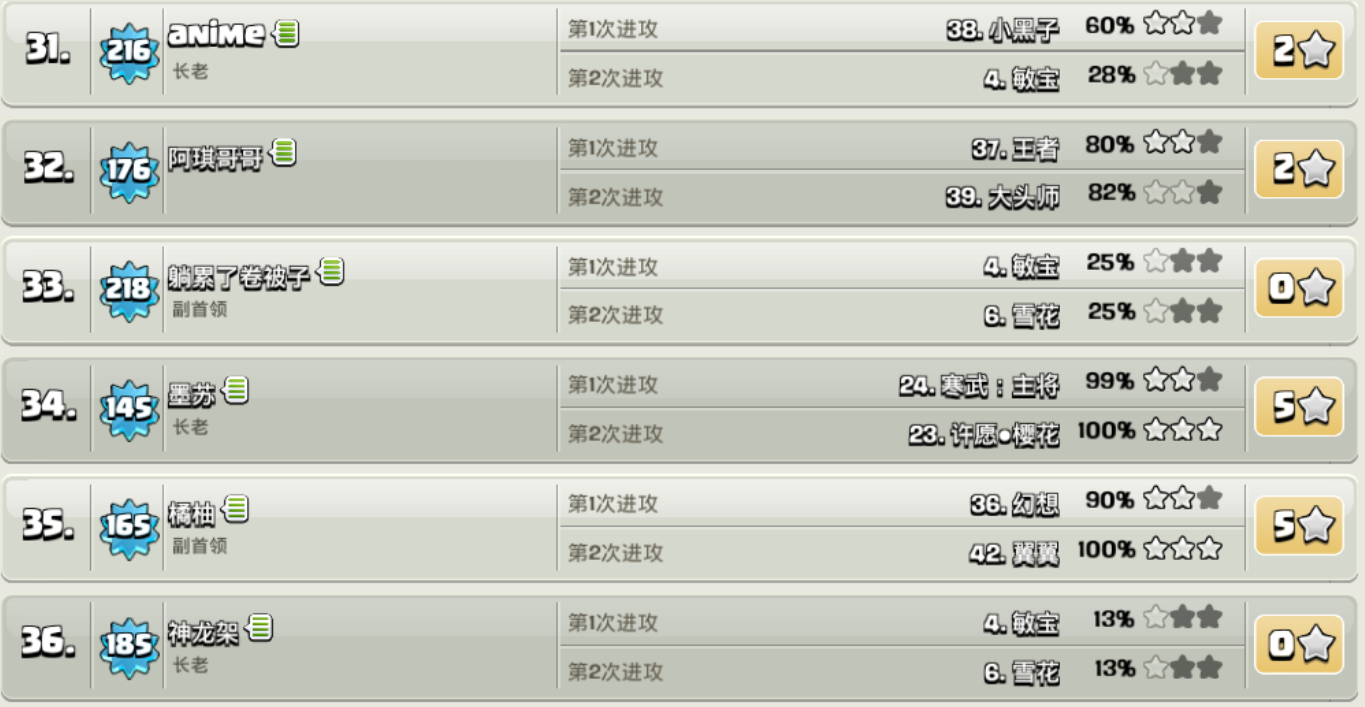 31. 216 anime 长老 第1次进攻 38. 小黑子 60% 2
第2次进攻 4. 敏宝 28%
32. 176 阿琪哥哥 第1次进攻 37. 王者 80% 2
第2次进攻 39. 大头师 82%
33. 218 躺累了卷被子 副首领 第1次进攻 4. 敏宝 25% 0
第2次进攻 6. 雪花 25%
34. 145 墨苏 长老 第1次进攻 24. 寒武：主将 99% 5
第2次进攻 23. 许愿●樱花 100%
35. 165 橘柚 副首领 第1次进攻 36. 幻想 90% 5
第2次进攻 42. 翼翼 100%
36. 185 神龙架 长老 第1次进攻 4. 敏宝 13% 0
第2次进攻 6. 雪花 13%